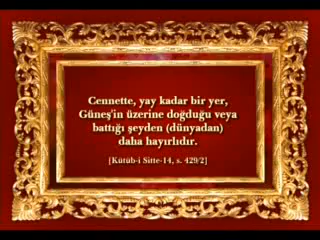 Cennette, yay kadar bir yer,
Güneş'in üzerine doğduğu veya
battığı şeyden (dünyadan)
daha hayırlıdır.
[Kütüb-i Sitte-14, s. 429/2]